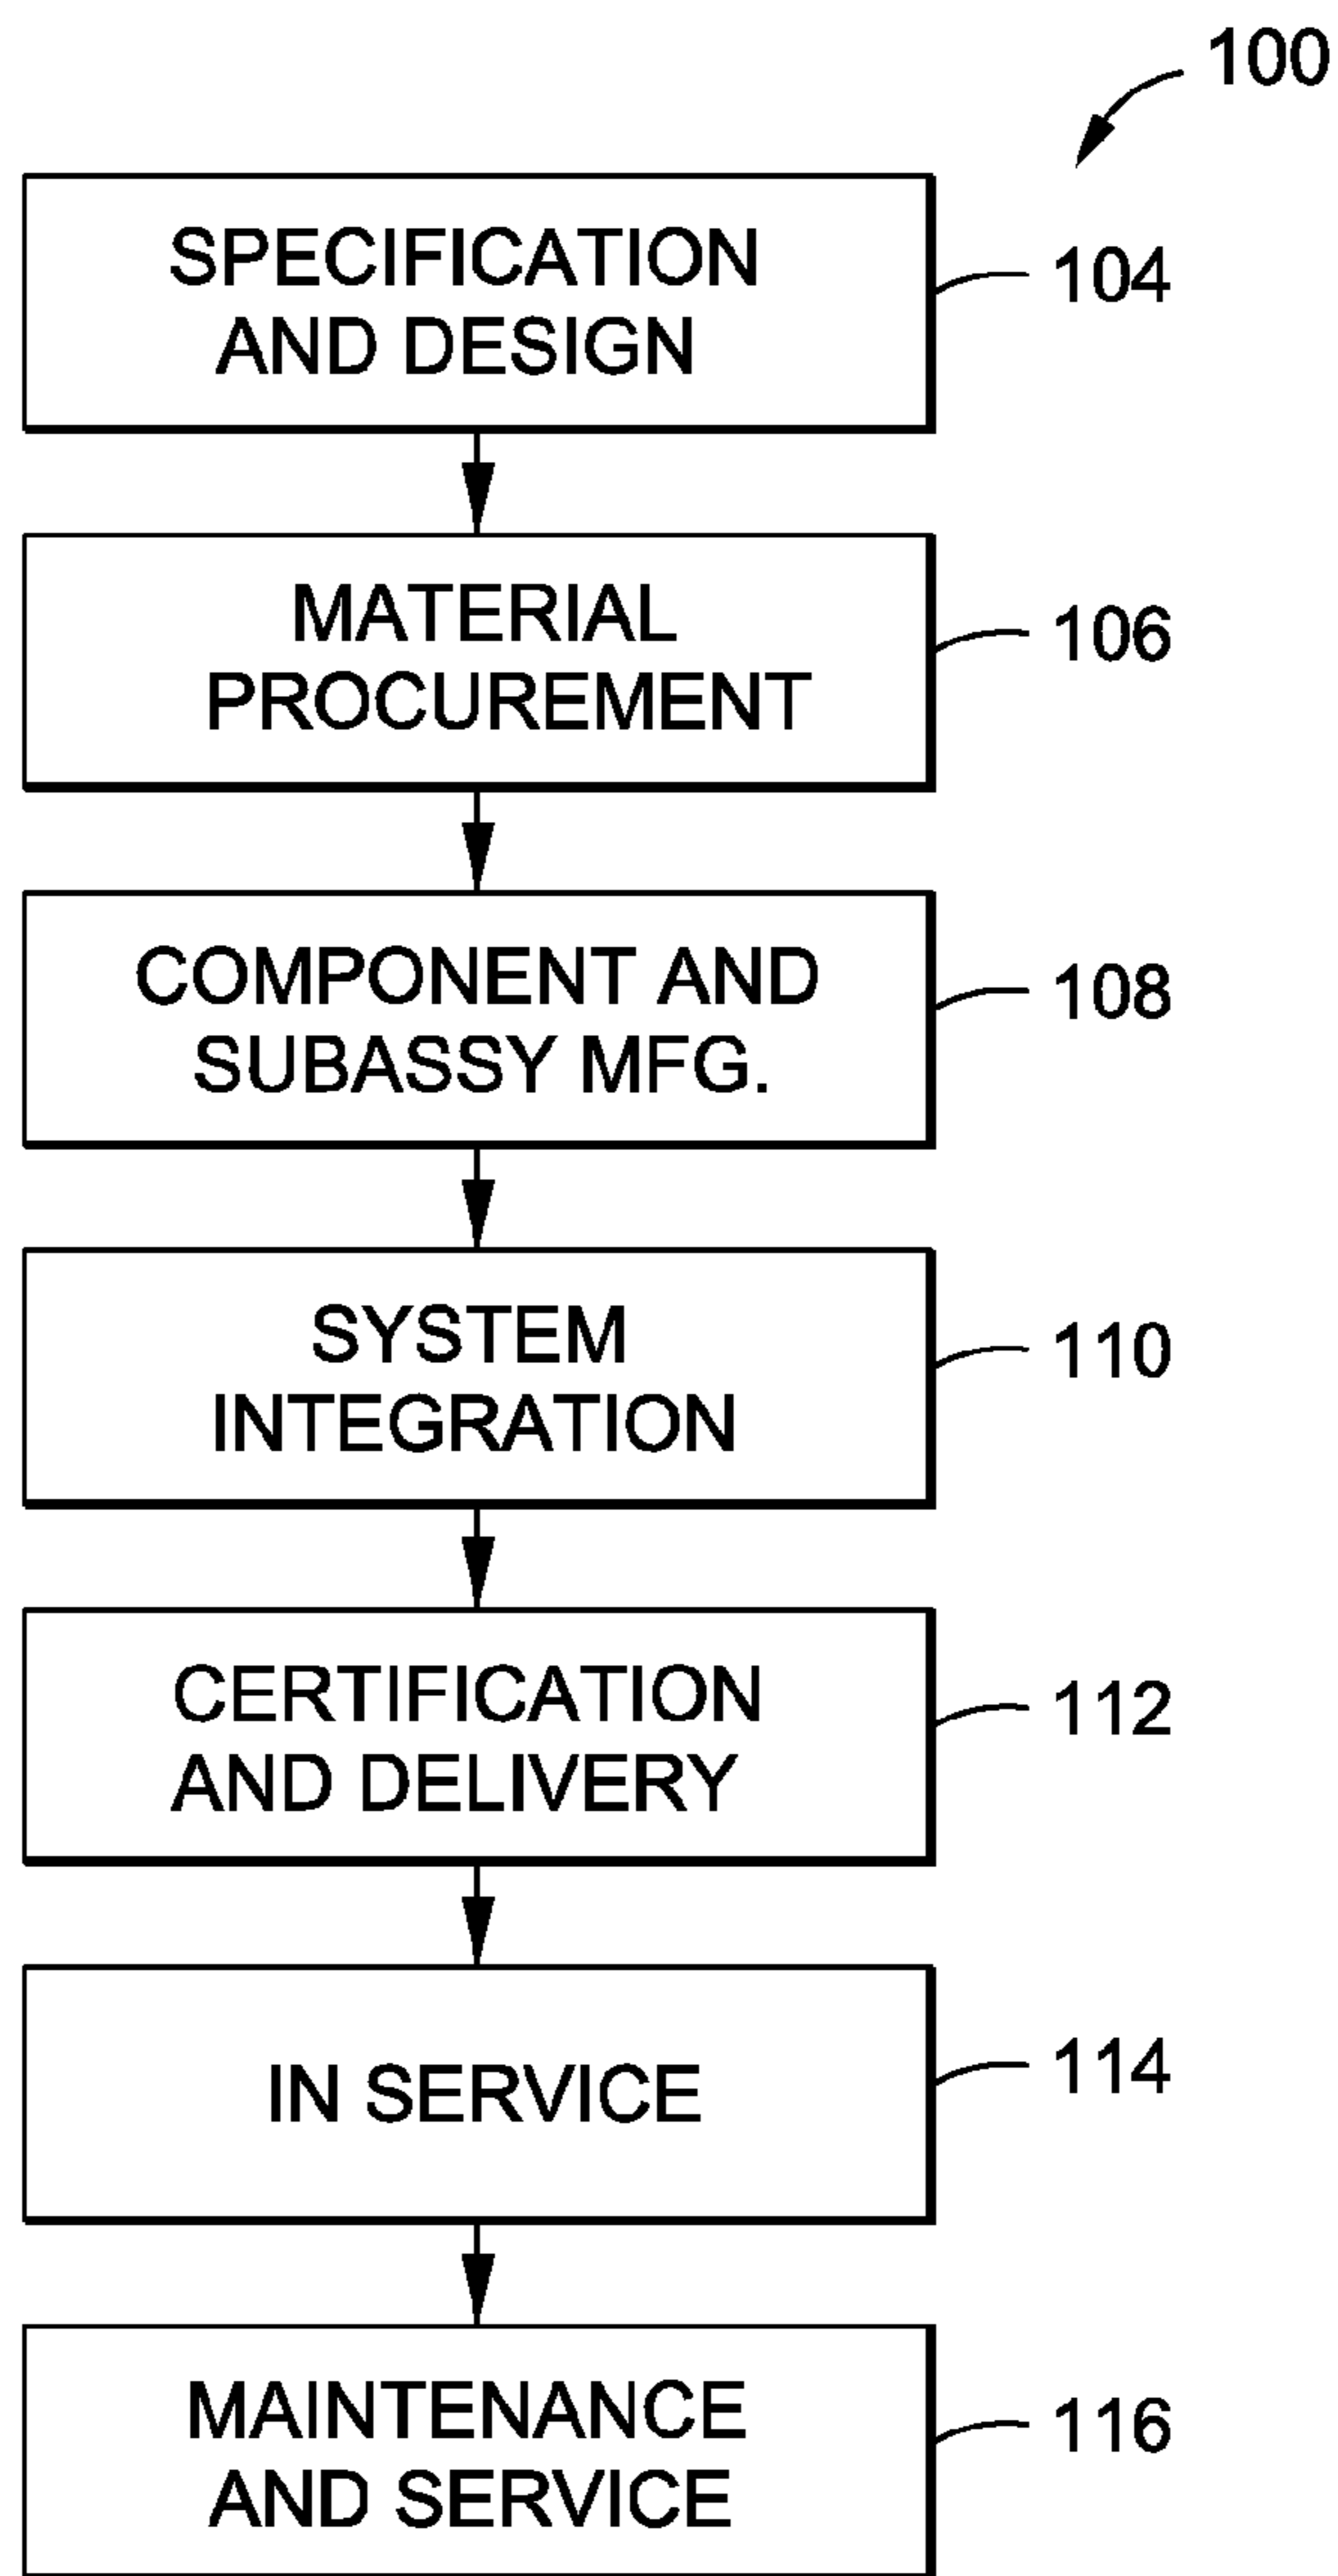 100
SPECIFICATION
AND DESIGN
104
MATERIAL
PROCUREMENT
106
COMPONENT AND
SUBASSY MFG.
108
SYSTEM
INTEGRATION
110
CERTIFICATION
AND DELIVERY
112
IN SERVICE
114
MAINTENANCE
AND SERVICE
116